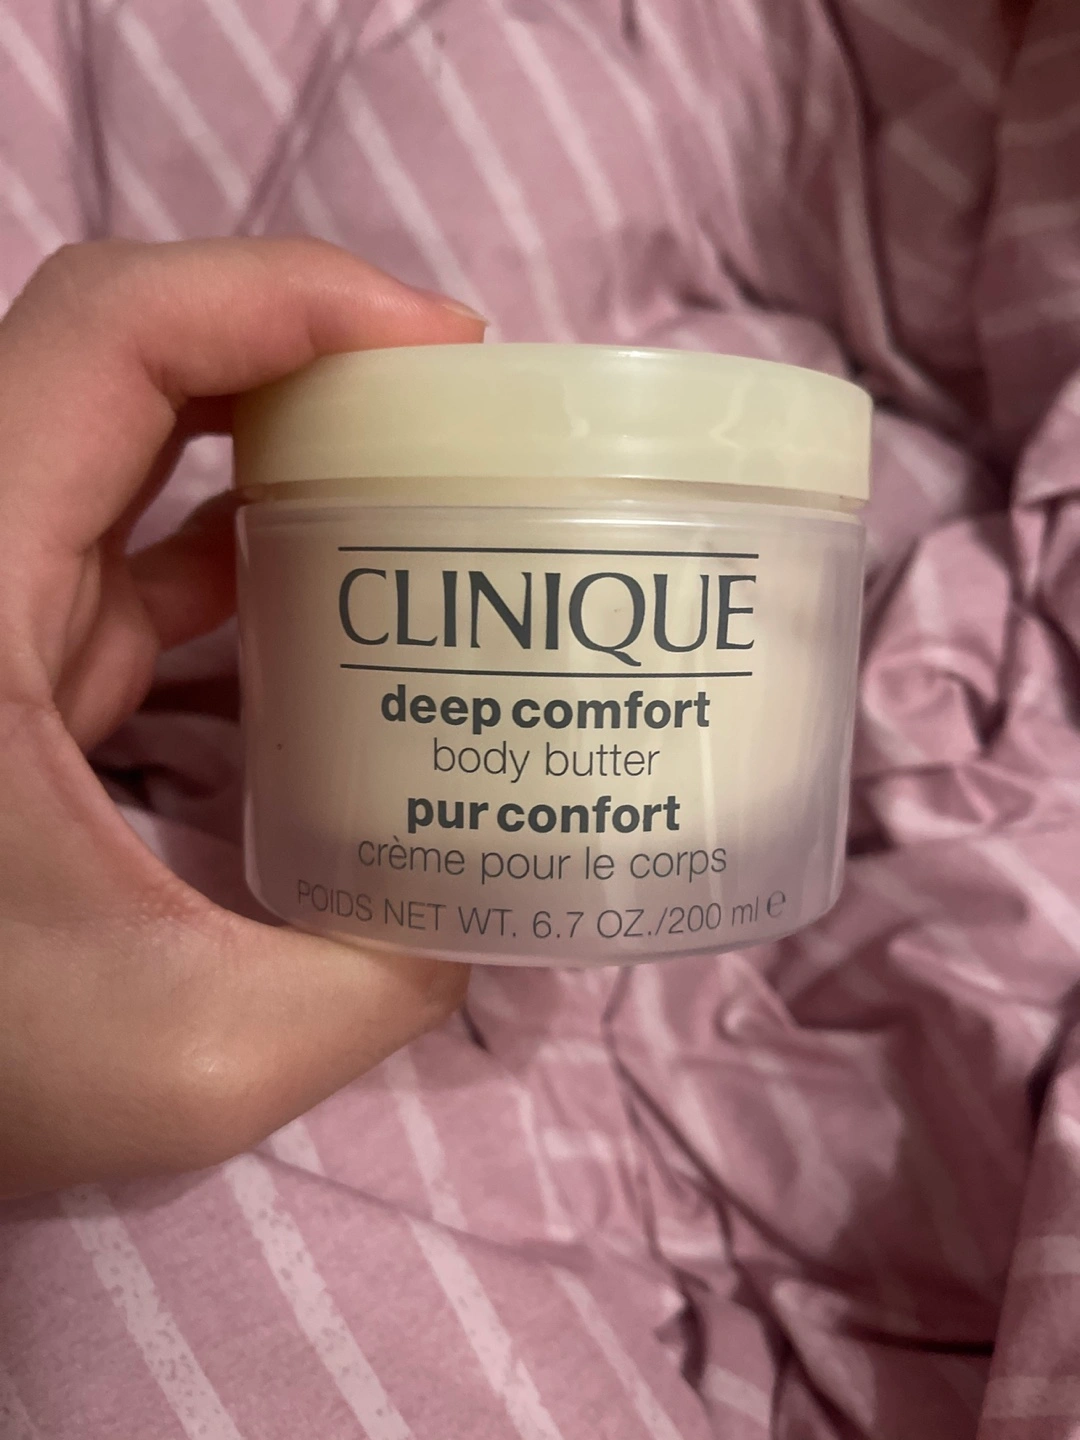 CLINIQUE
deep comfort
body butter
pur confort
crème pour le corps
POIDS NET WT. 6.7 OZ./200 ml ℮